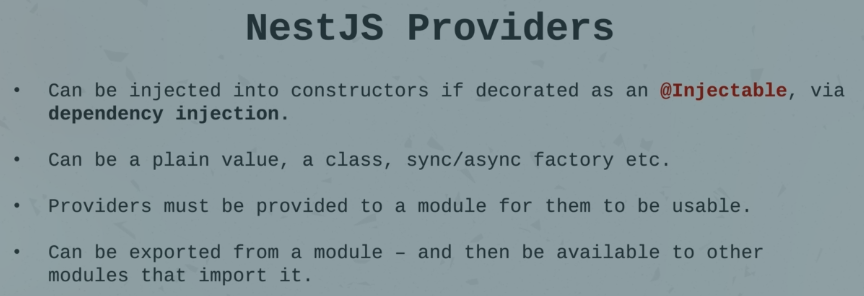 NestJS Providers
• Can be injected into constructors if decorated as an @Injectable, via
dependency injection.
• Can be a plain value, a class, sync/async factory etc.
• Providers must be provided to a module for them to be usable.
• Can be exported from a module – and then be available to other
modules that import it.